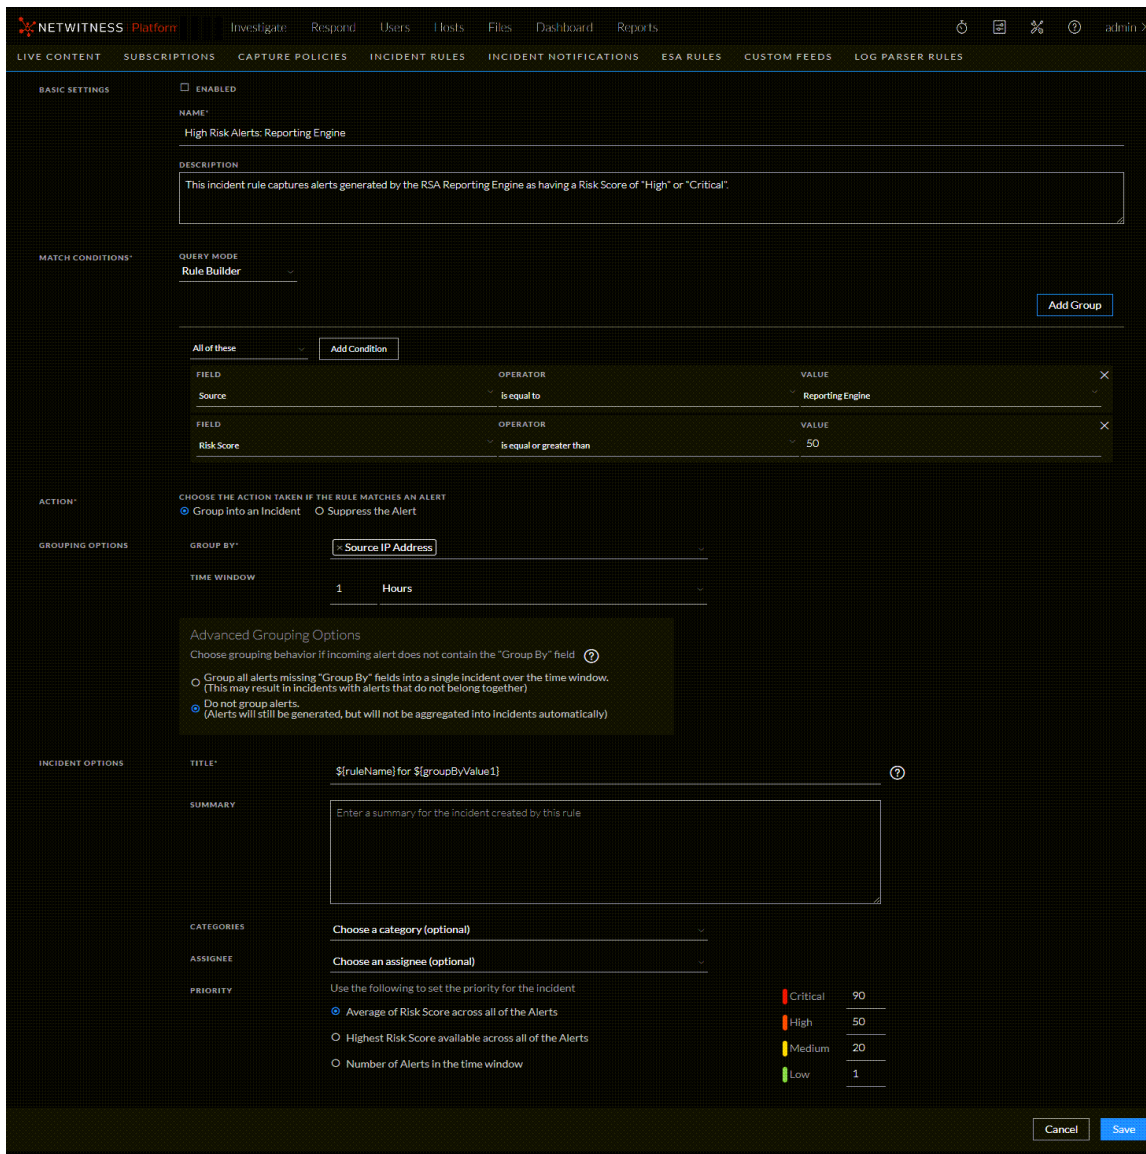 NETWITNESS Platform Investigate Respond Users Hosts Files Dashboard Reports admin
LIVE CONTENT SUBSCRIPTIONS CAPTURE POLICIES INCIDENT RULES INCIDENT NOTIFICATIONS ESA RULES CUSTOM FEEDS LOG PARSER RULES
BASIC SETTINGS ENABLED
NAME*
High Risk Alerts: Reporting Engine
DESCRIPTION
This incident rule captures alerts generated by the RSA Reporting Engine as having a Risk Score of "High" or "Critical".
MATCH CONDITIONS* QUERY MODE
Rule Builder
Add Group
All of these Add Condition
FIELD OPERATOR VALUE
Source is equal to Reporting Engine
FIELD OPERATOR VALUE
Risk Score is equal or greater than 50
ACTION* CHOOSE THE ACTION TAKEN IF THE RULE MATCHES AN ALERT
Group into an Incident Suppress the Alert
GROUPING OPTIONS GROUP BY* × Source IP Address
TIME WINDOW 1 Hours
Advanced Grouping Options
Choose grouping behavior if incoming alert does not contain the "Group By" field ?
Group all alerts missing "Group By" fields into a single incident over the time window.
(This may result in incidents with alerts that do not belong together)
Do not group alerts.
(Alerts will still be generated, but will not be aggregated into incidents automatically)
INCIDENT OPTIONS TITLE* ${ruleName} for ${groupByValue1} ?
SUMMARY Enter a summary for the incident created by this rule
CATEGORIES Choose a category (optional)
ASSIGNEE Choose an assignee (optional)
PRIORITY Use the following to set the priority for the incident
Average of Risk Score across all of the Alerts
Highest Risk Score available across all of the Alerts
Number of Alerts in the time window
Critical 90
High 50
Medium 20
Low 1
Cancel Save